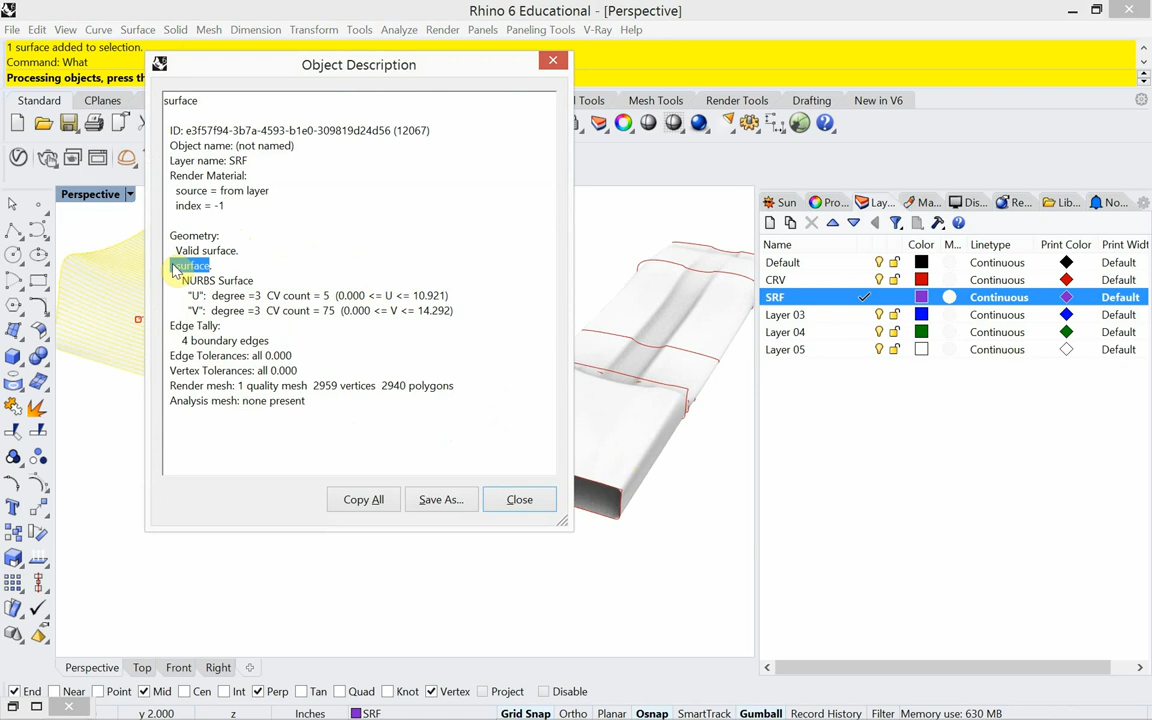 Rhino 6 Educational - [Perspective]
File Edit View Curve Surface Solid Mesh Dimension Transform Tools Analyze Render Panels Paneling Tools V-Ray Help
1 surface added to selection.
Command: What
Processing objects, press th
Standard CPlanes l Tools Mesh Tools Render Tools Drafting New in V6
Object Description
surface
ID: e3f57f94-3b7a-4593-b1e0-309819d24d56 (12067)
Object name: (not named)
Layer name: SRF
Render Material:
source = from layer
index = -1
Geometry:
Valid surface.
surface.
NURBS Surface
"U": degree =3 CV count = 5 (0.000 <= U <= 10.921)
"V": degree =3 CV count = 75 (0.000 <= V <= 14.292)
Edge Tally:
4 boundary edges
Edge Tolerances: all 0.000
Vertex Tolerances: all 0.000
Render mesh: 1 quality mesh 2959 vertices 2940 polygons
Analysis mesh: none present
Copy All Save As... Close
Perspective
Sun Pro... Lay... Ma... Dis... Re... Lib... No...
Name Color M... Linetype Print Color Print Widt
Default Continuous Default
CRV Continuous Default
SRF Continuous Default
Layer 03 Continuous Default
Layer 04 Continuous Default
Layer 05 Continuous Default
Perspective Top Front Right
End Near Point Mid Cen Int Perp Tan Quad Knot Vertex Project Disable
y 2.000 z Inches SRF Grid Snap Ortho Planar Osnap SmartTrack Gumball Record History Filter Memory use: 630 MB